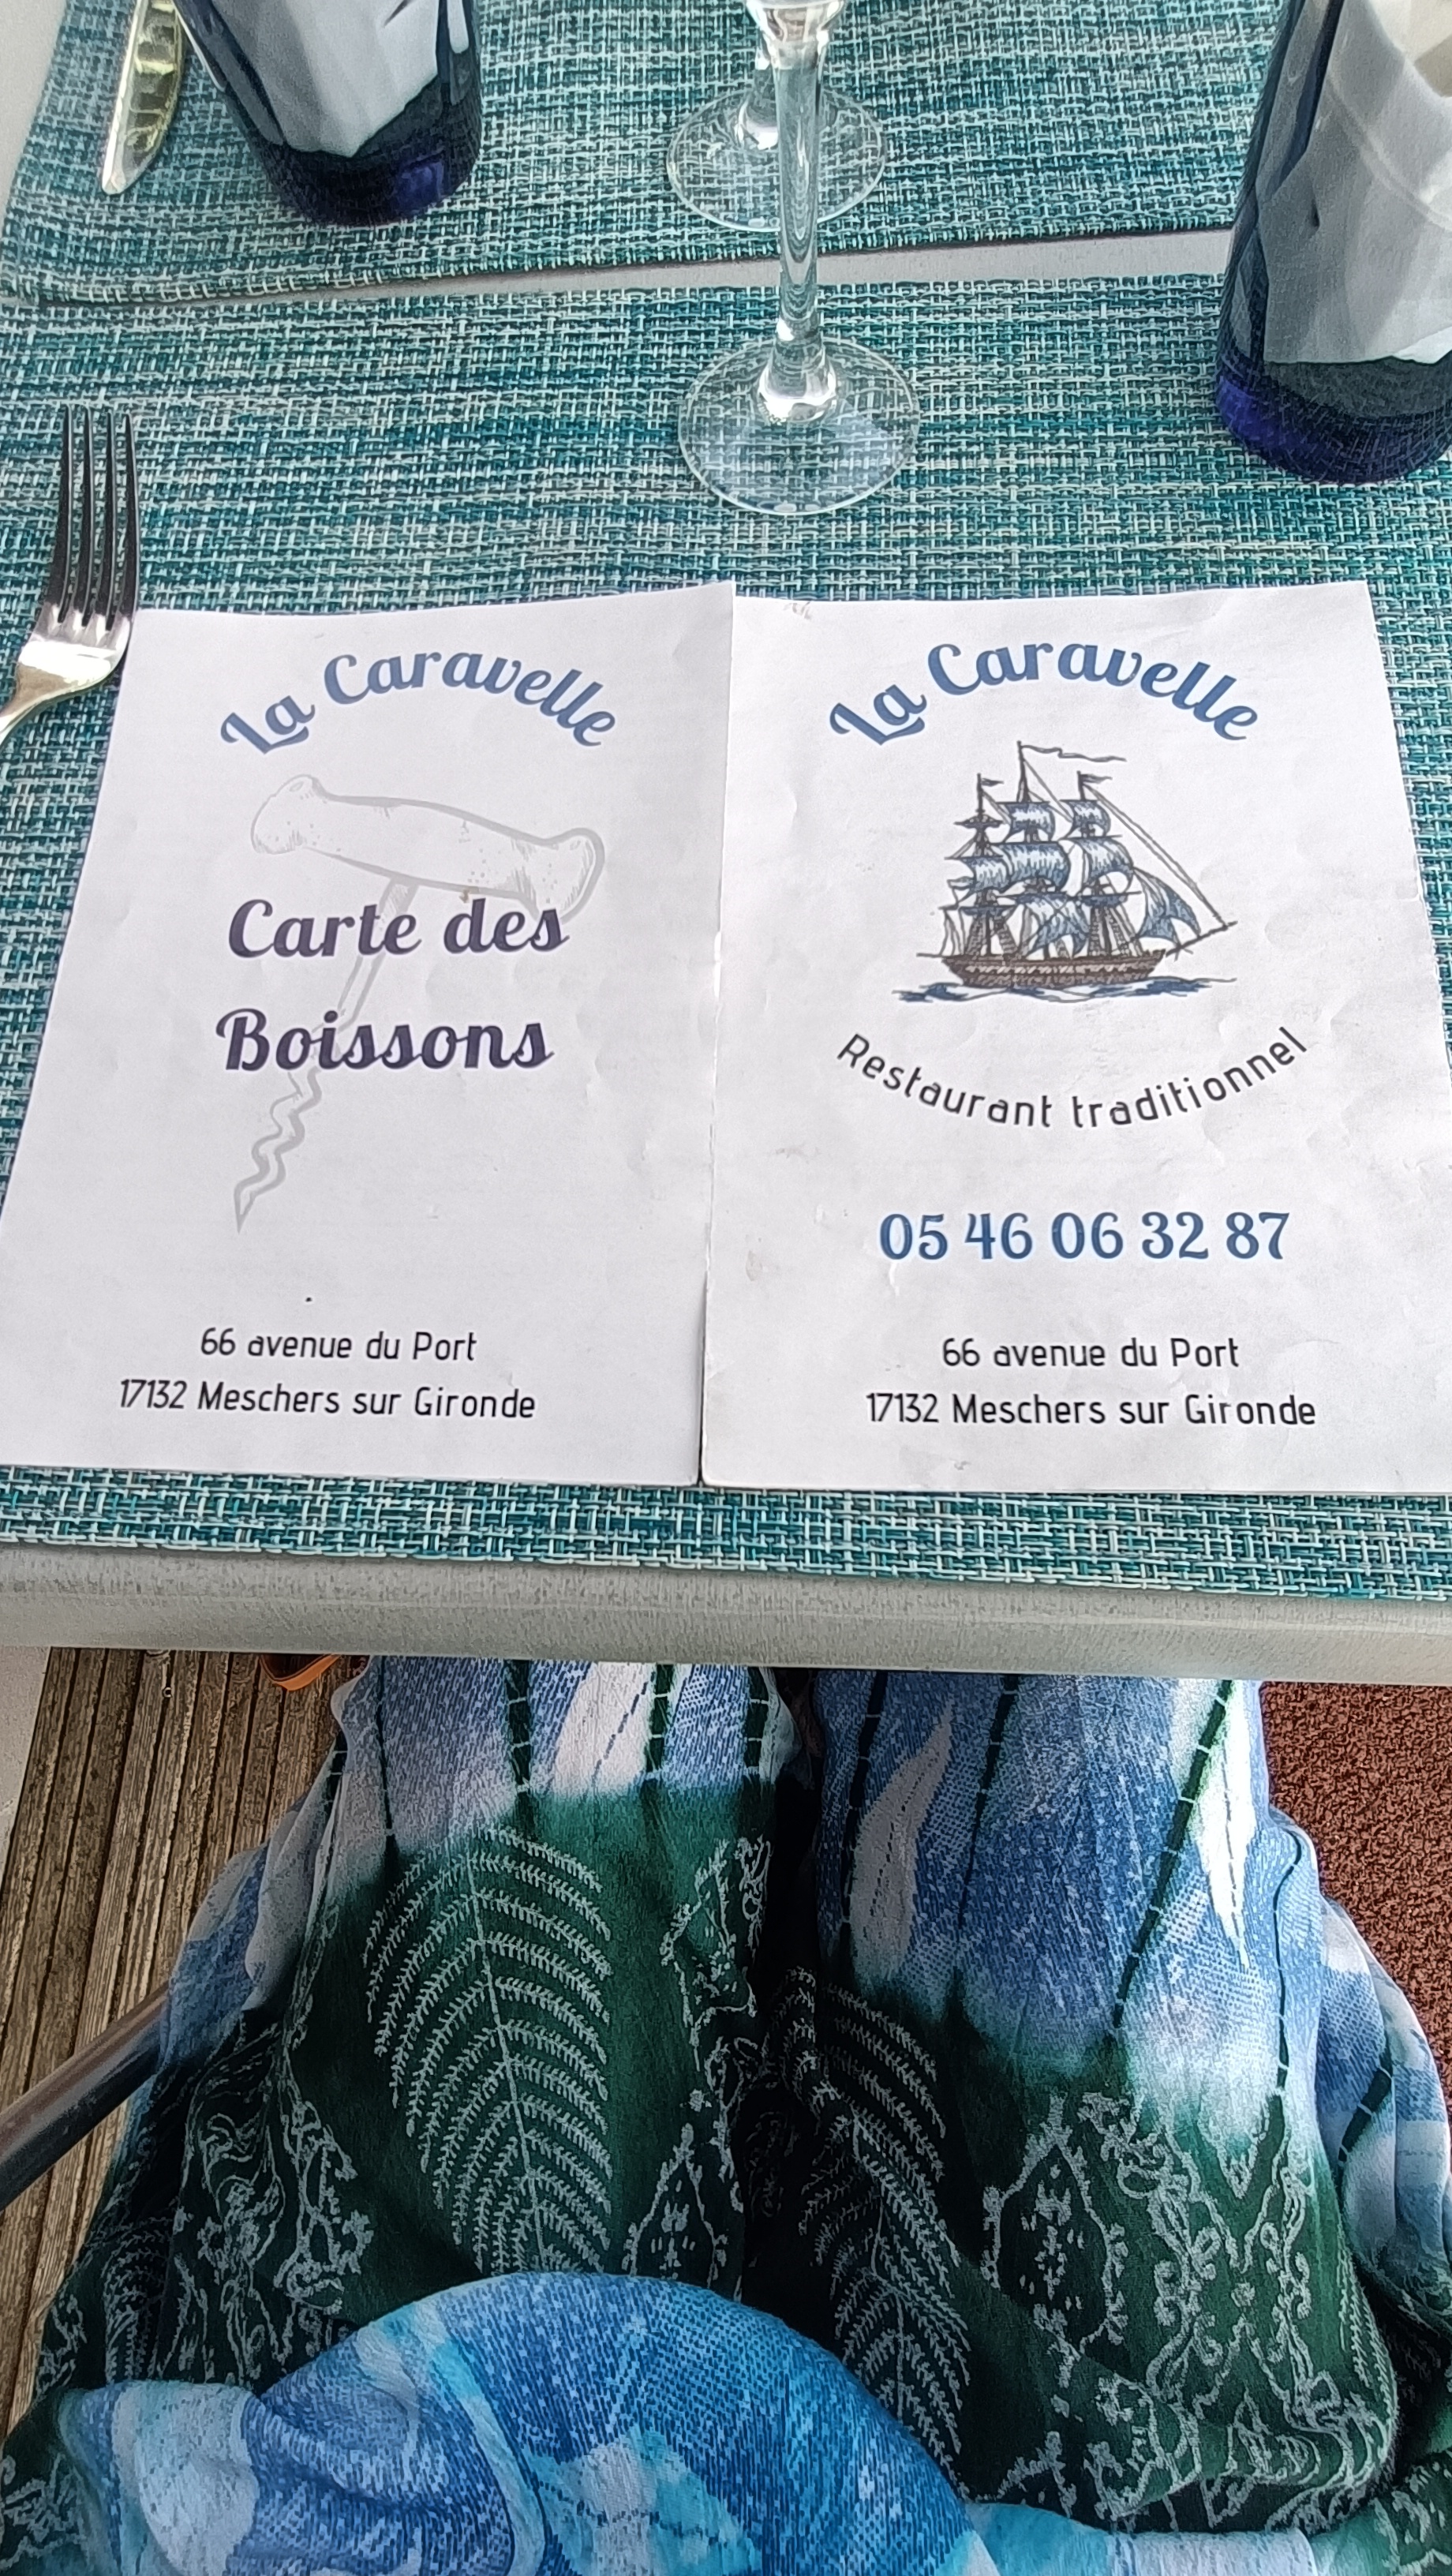 La Caravelle
Carte des
Boissons
66 avenue du Port
17132 Meschers sur Gironde
La Caravelle
Restaurant traditionnel
05 46 06 32 87
66 avenue du Port
17132 Meschers sur Gironde